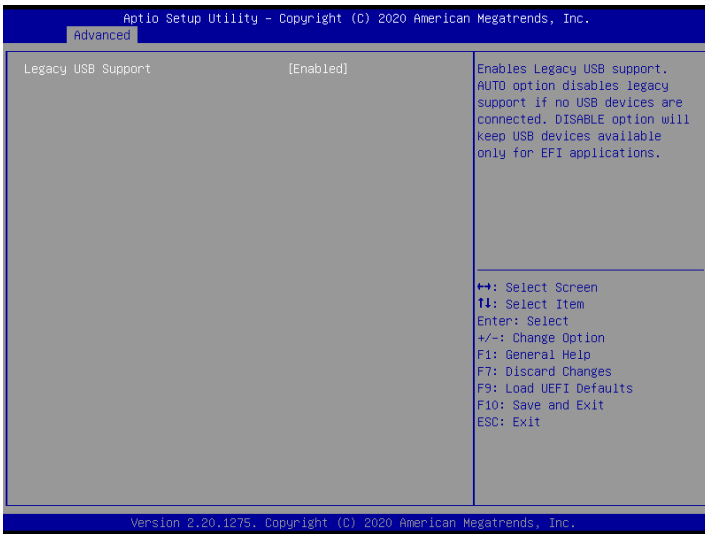 Aptio Setup Utility – Copyright (C) 2020 American Megatrends, Inc.
Advanced
Legacy USB Support [Enabled]
Enables Legacy USB support.
AUTO option disables legacy
support if no USB devices are
connected. DISABLE option will
keep USB devices available
only for EFI applications.
↔: Select Screen
↑↓: Select Item
Enter: Select
+/-: Change Option
F1: General Help
F7: Discard Changes
F9: Load UEFI Defaults
F10: Save and Exit
ESC: Exit
Version 2.20.1275. Copyright (C) 2020 American Megatrends, Inc.